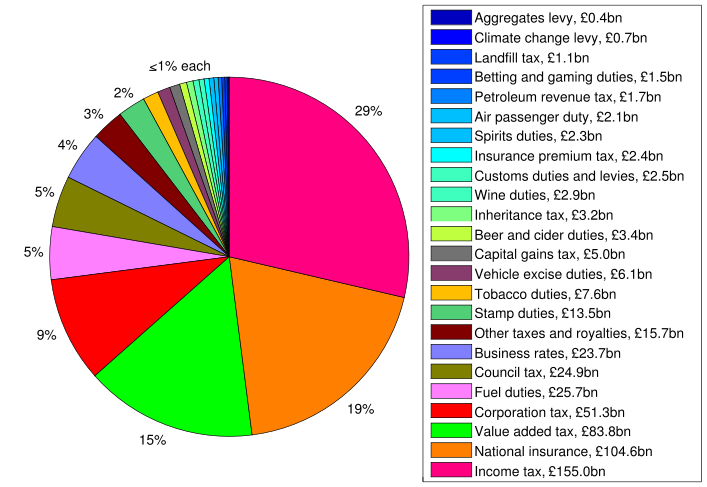 ≤1% each
2%
3%
4%
5%
5%
9%
15%
19%
29%
Aggregates levy, £0.4bn
Climate change levy, £0.7bn
Landfill tax, £1.1bn
Betting and gaming duties, £1.5bn
Petroleum revenue tax, £1.7bn
Air passenger duty, £2.1bn
Spirits duties, £2.3bn
Insurance premium tax, £2.4bn
Customs duties and levies, £2.5bn
Wine duties, £2.9bn
Inheritance tax, £3.2bn
Beer and cider duties, £3.4bn
Capital gains tax, £5.0bn
Vehicle excise duties, £6.1bn
Tobacco duties, £7.6bn
Stamp duties, £13.5bn
Other taxes and royalties, £15.7bn
Business rates, £23.7bn
Council tax, £24.9bn
Fuel duties, £25.7bn
Corporation tax, £51.3bn
Value added tax, £83.8bn
National insurance, £104.6bn
Income tax, £155.0bn